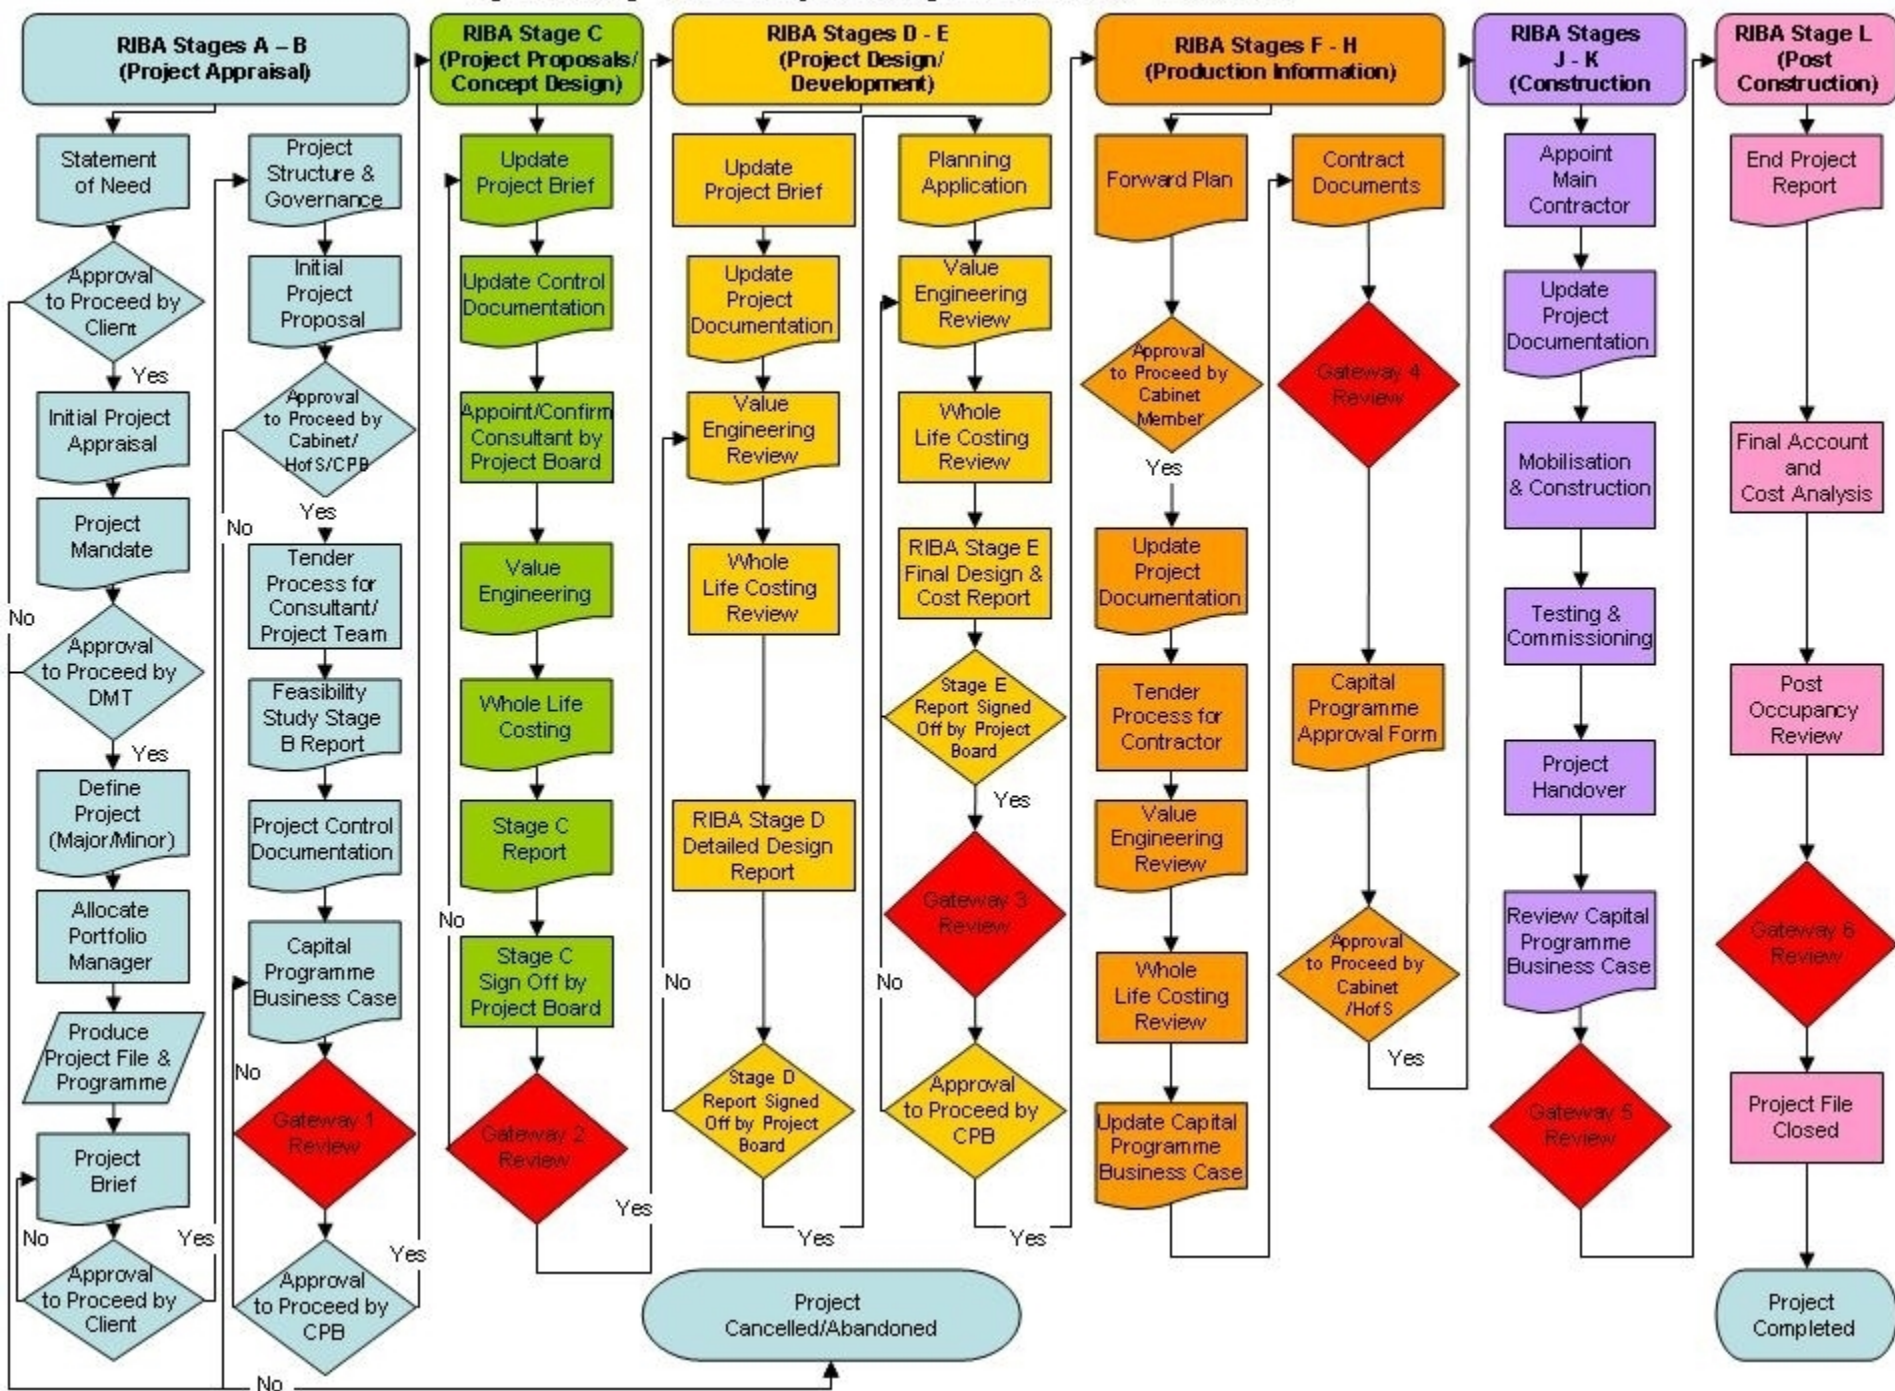 RIBA Stages A – B
(Project Appraisal)
Statement
of Need
Approval
to Proceed by
Client
Yes
Initial Project
Appraisal
Project
Mandate
No
Approval
to Proceed by
DMT
Yes
Define
Project
(Major/Minor)
Allocate
Portfolio
Manager
Produce
Project File &
Programme
Project
Brief
No
Yes
Approval
to Proceed by
Client
Project
Structure &
Governance
Initial
Project
Proposal
Approval
to Proceed by
Cabinet/
HofS/CPB
No
Yes
Tender
Process for
Consultant/
Project Team
Feasibility
Study Stage
B Report
Project Control
Documentation
Capital
Programme
Business Case
No
Gateway 1
Review
Yes
Approval
to Proceed by
CPB
No
RIBA Stage C
(Project Proposals/
Concept Design)
Update
Project Brief
Update Control
Documentation
Appoint/Confirm
Consultant by
Project Board
Value
Engineering
Whole Life
Costing
Stage C
Report
No
Stage C
Sign Off by
Project Board
Gateway 2
Review
Yes
RIBA Stages D - E
(Project Design/
Development)
Update
Project Brief
Update
Project
Documentation
Value
Engineering
Review
Whole
Life Costing
Review
RIBA Stage D
Detailed Design
Report
No
Stage D
Report Signed
Off by Project
Board
Yes
Planning
Application
Value
Engineering
Review
Whole
Life Costing
Review
RIBA Stage E
Final Design &
Cost Report
Stage E
Report Signed
Off by Project
Board
Yes
Gateway 3
Review
No
Approval
to Proceed by
CPB
Yes
Project
Cancelled/Abandoned
RIBA Stages F - H
(Production Information)
Forward Plan
Approval
to Proceed by
Cabinet
Member
Yes
Update
Project
Documentation
Tender
Process for
Contractor
Value
Engineering
Review
Whole
Life Costing
Review
Update Capital
Programme
Business Case
Contract
Documents
Gateway 4
Review
Capital
Programme
Approval Form
Approval
to Proceed by
Cabinet
/HofS
Yes
RIBA Stages
J - K
(Construction
Appoint
Main
Contractor
Update
Project
Documentation
Mobilisation
& Construction
Testing &
Commissioning
Project
Handover
Review Capital
Programme
Business Case
Gateway 5
Review
RIBA Stage L
(Post
Construction)
End Project
Report
Final Account
and
Cost Analysis
Post
Occupancy
Review
Gateway 6
Review
Project File
Closed
Project
Completed